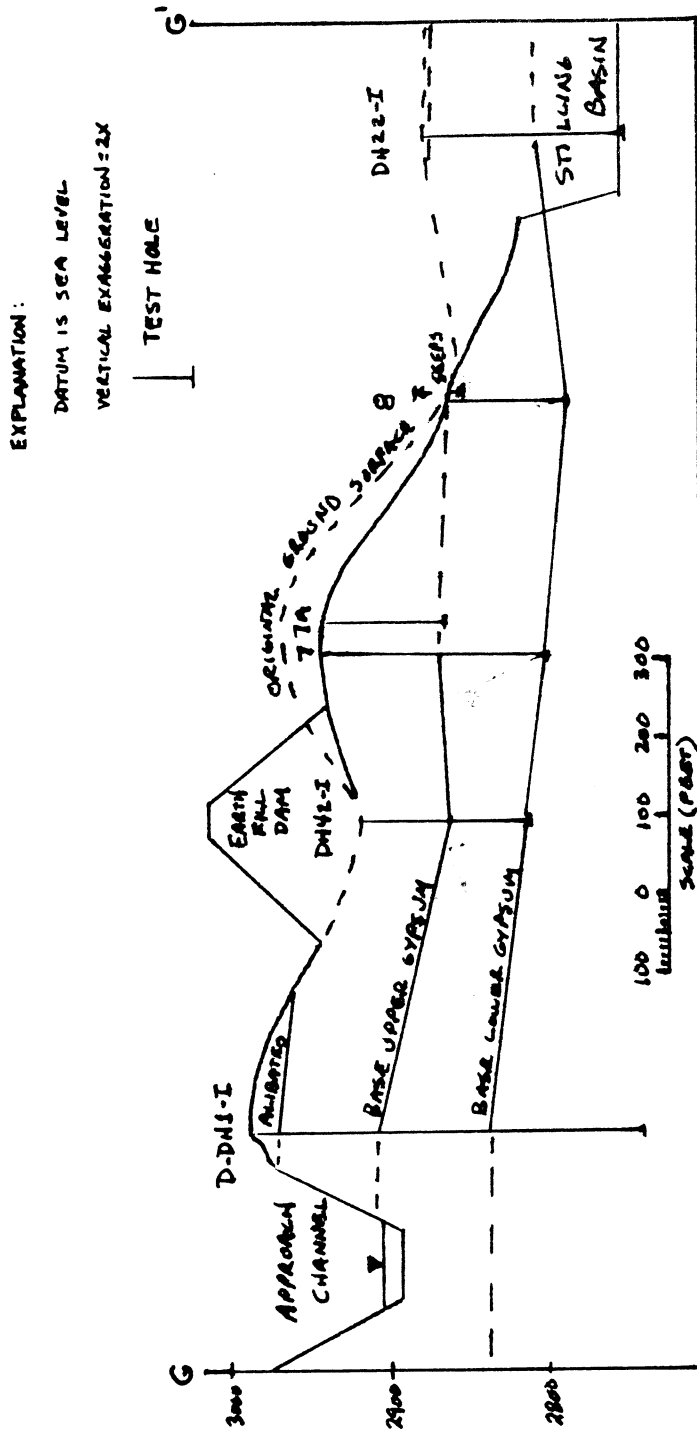 EXPLANATION:
DATUM IS SEA LEVEL
VERTICAL EXAGGERATION = 2X
TEST HOLE
G
G'
3000
2900
2800
APPROACH
CHANNEL
D-DH1-I
BASE UPPER GYPSUM
BASE LOWER GYPSUM
EARTH
FILL
DAM
DH42-I
ORIGINAL GROUND SURFACE
7 7A
8
SEEPS
DH22-I
STILLING
BASIN
100 0 100 200 300
SCALE (FEET)